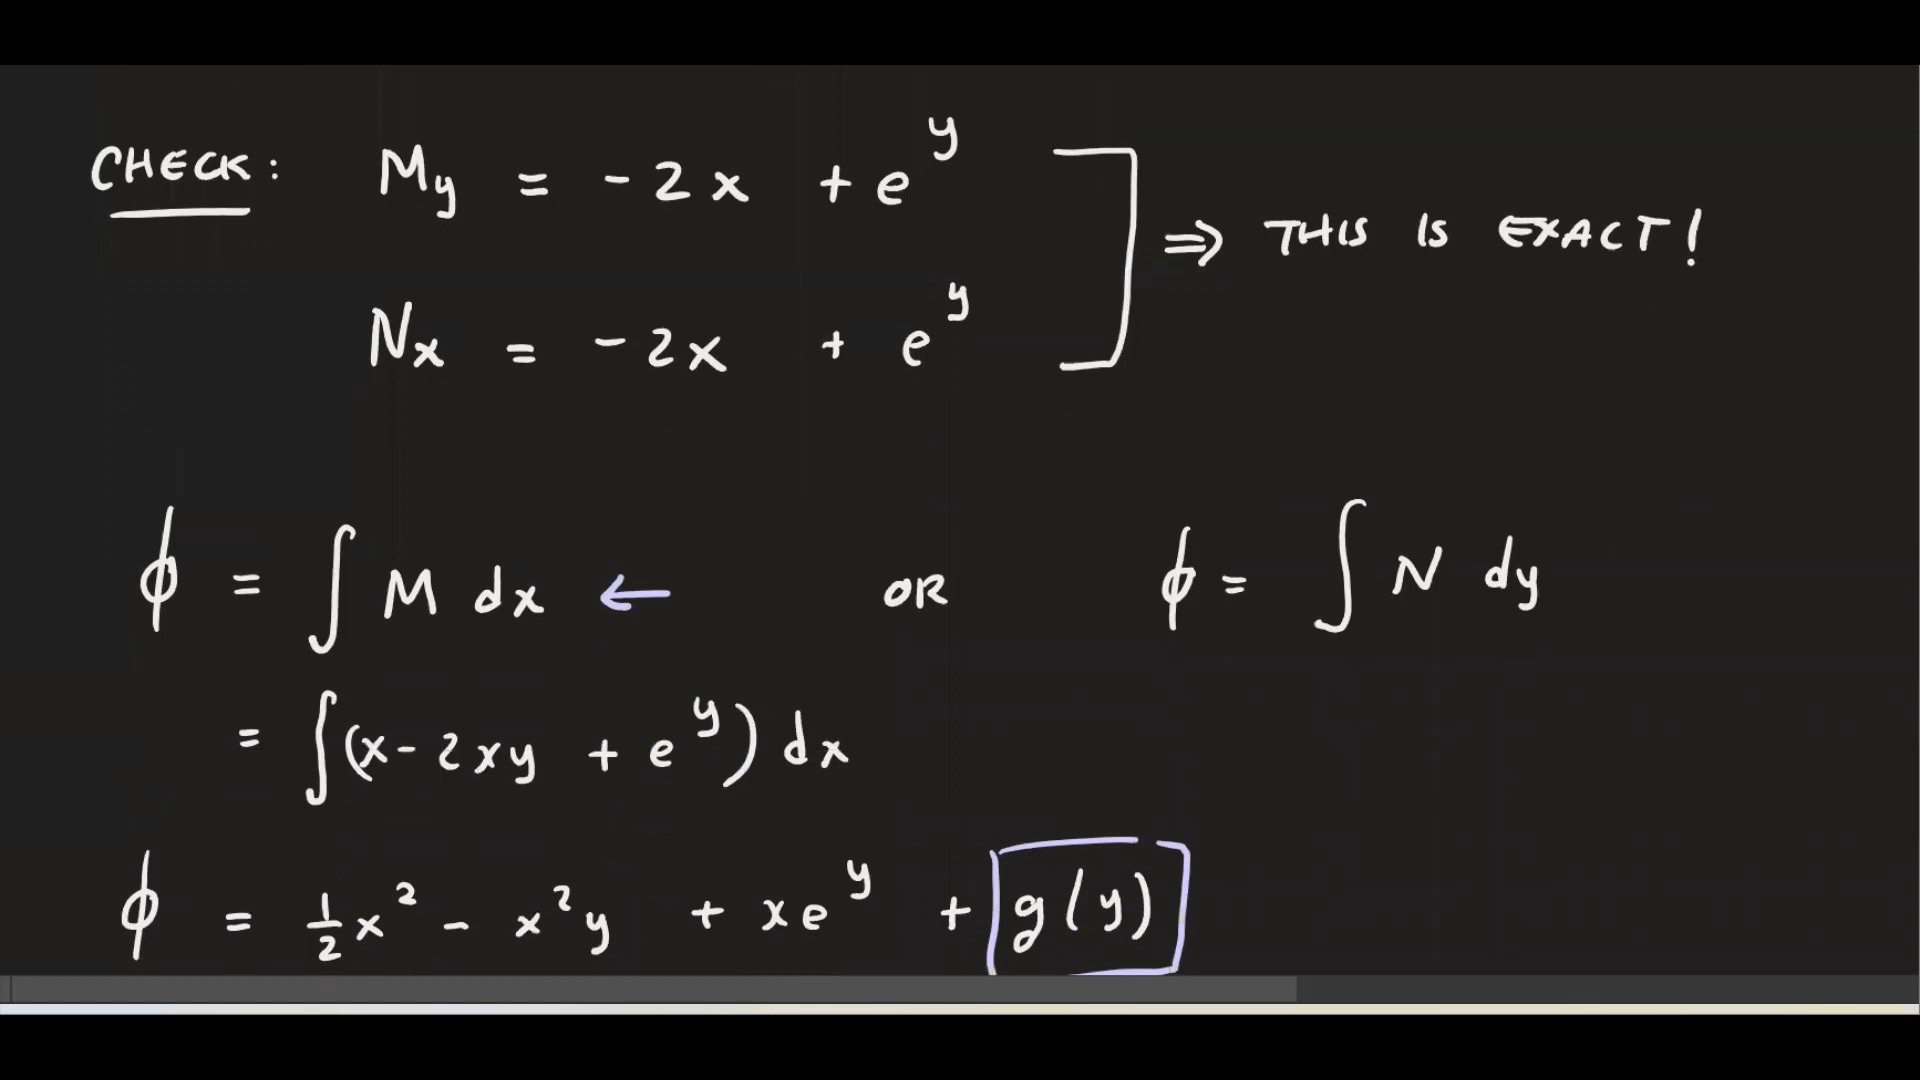 CHECK: M_y = -2x + e^y
⇒ THIS IS EXACT!
N_x = -2x + e^y
ϕ = ∫ M dx ← OR ϕ = ∫ N dy
= ∫(x - 2xy + e^y) dx
ϕ = ½x² - x²y + xe^y + g(y)